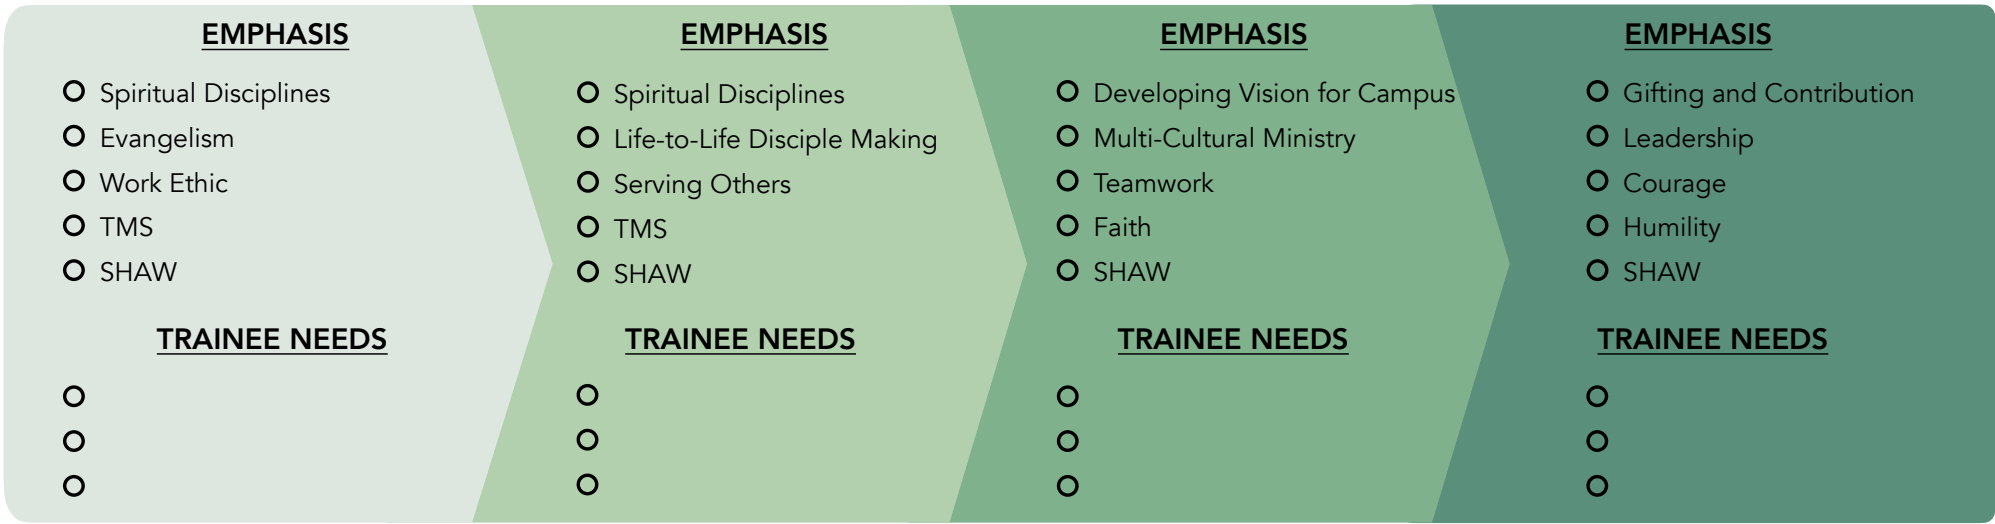 EMPHASIS
Spiritual Disciplines
Evangelism
Work Ethic
TMS
SHAW
TRAINEE NEEDS
EMPHASIS
Spiritual Disciplines
Life-to-Life Disciple Making
Serving Others
TMS
SHAW
TRAINEE NEEDS
EMPHASIS
Developing Vision for Campus
Multi-Cultural Ministry
Teamwork
Faith
SHAW
TRAINEE NEEDS
EMPHASIS
Gifting and Contribution
Leadership
Courage
Humility
SHAW
TRAINEE NEEDS